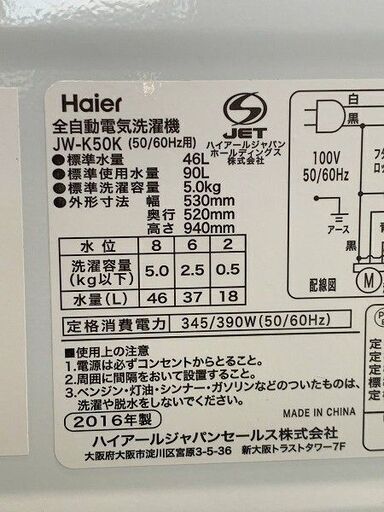 Haier
JET
全自動電気洗濯機
JW-K50K (50/60Hz用)
ハイアールジャパン
ホールディングス
株式会社
●標準水量 46L
●標準使用水量 90L
●標準洗濯容量 5.0kg
●外形寸法 幅 530mm
奥行 520mm
高さ 940mm
水位 8 6 2
洗濯容量 (kg以下) 5.0 2.5 0.5
水量(L) 46 37 18
定格消費電力 345/390W(50/60Hz)
■使用上の注意
1.電源は必ずコンセントからとること。
2.周囲に間隔をおいて設置すること。
3.ベンジン・灯油・シンナー・ガソリンなどのついたものは、
洗濯や脱水をしないでください。
2016年製
MADE IN CHINA
ハイアールジャパンセールス株式会社
大阪府大阪市淀川区宮原3-5-36 新大阪トラストタワー7F
白
黒
100V
50/60Hz
アース
黒
配線図
M